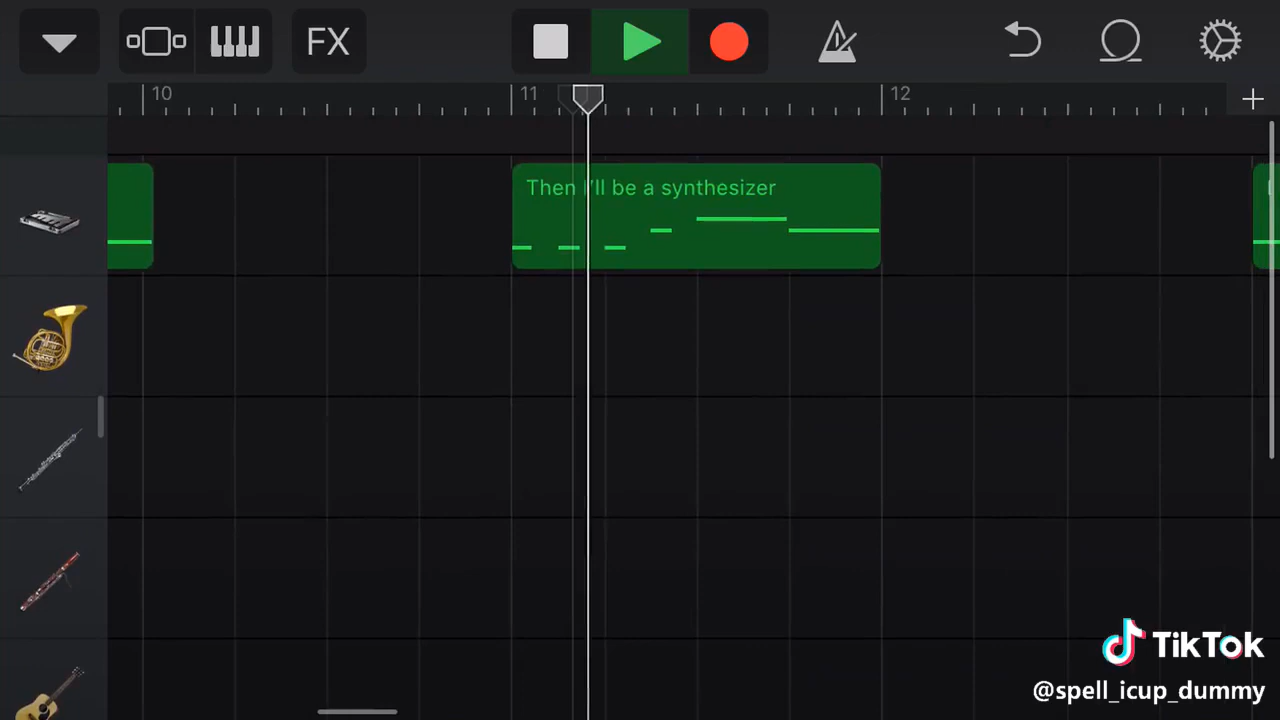 FX
10
11
12
Then I'll be a synthesizer
TikTok
@spell_icup_dummy